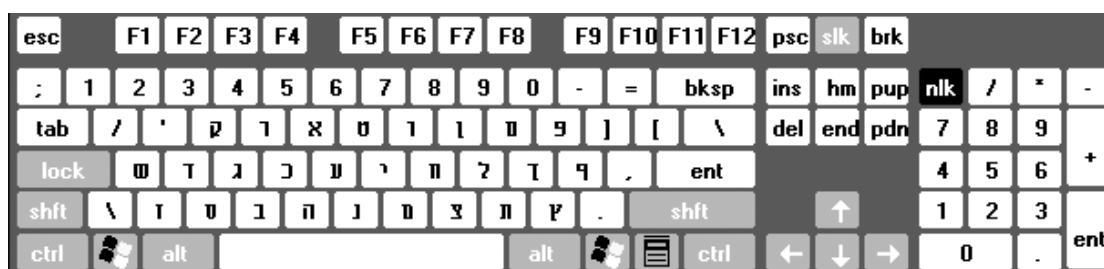 esc F1 F2 F3 F4 F5 F6 F7 F8 F9 F10 F11 F12 psc slk brk
; 1 2 3 4 5 6 7 8 9 0 - = bksp ins hm pup nlk / * -
tab / ' ק ר א ט ו ן ם פ ] [ \ del end pdn 7 8 9
lock ש ד ג כ ע י ח ל ך ף , ent 4 5 6 +
shft \ ז ס ב ה נ מ צ ת ץ . shft ↑ 1 2 3
ctrl alt alt ctrl ← ↓ → 0 . ent